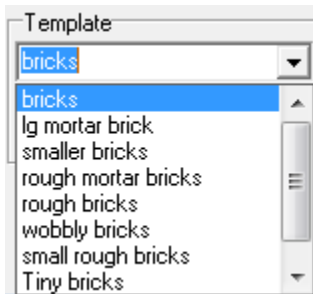 Template
bricks
bricks
lg mortar brick
smaller bricks
rough mortar bricks
rough bricks
wobbly bricks
small rough bricks
Tiny bricks